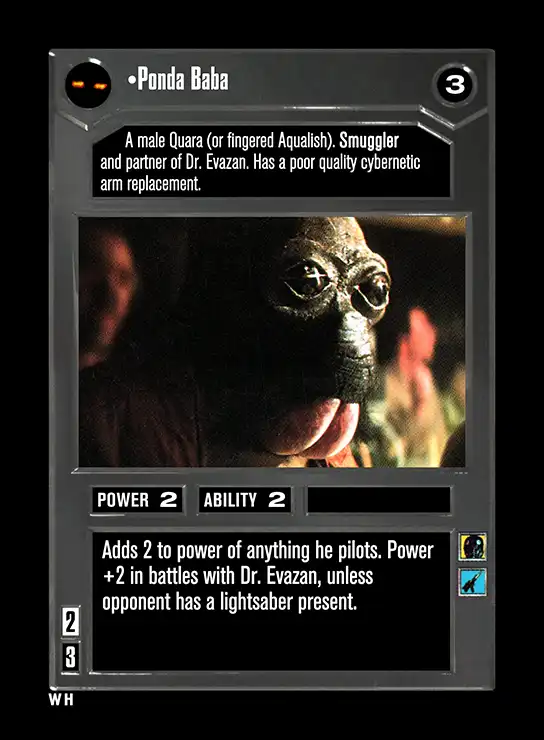 •Ponda Baba
3
A male Quara (or fingered Aqualish). Smuggler
and partner of Dr. Evazan. Has a poor quality cybernetic
arm replacement.
POWER 2 ABILITY 2
Adds 2 to power of anything he pilots. Power
+2 in battles with Dr. Evazan, unless
opponent has a lightsaber present.
2
3
W H